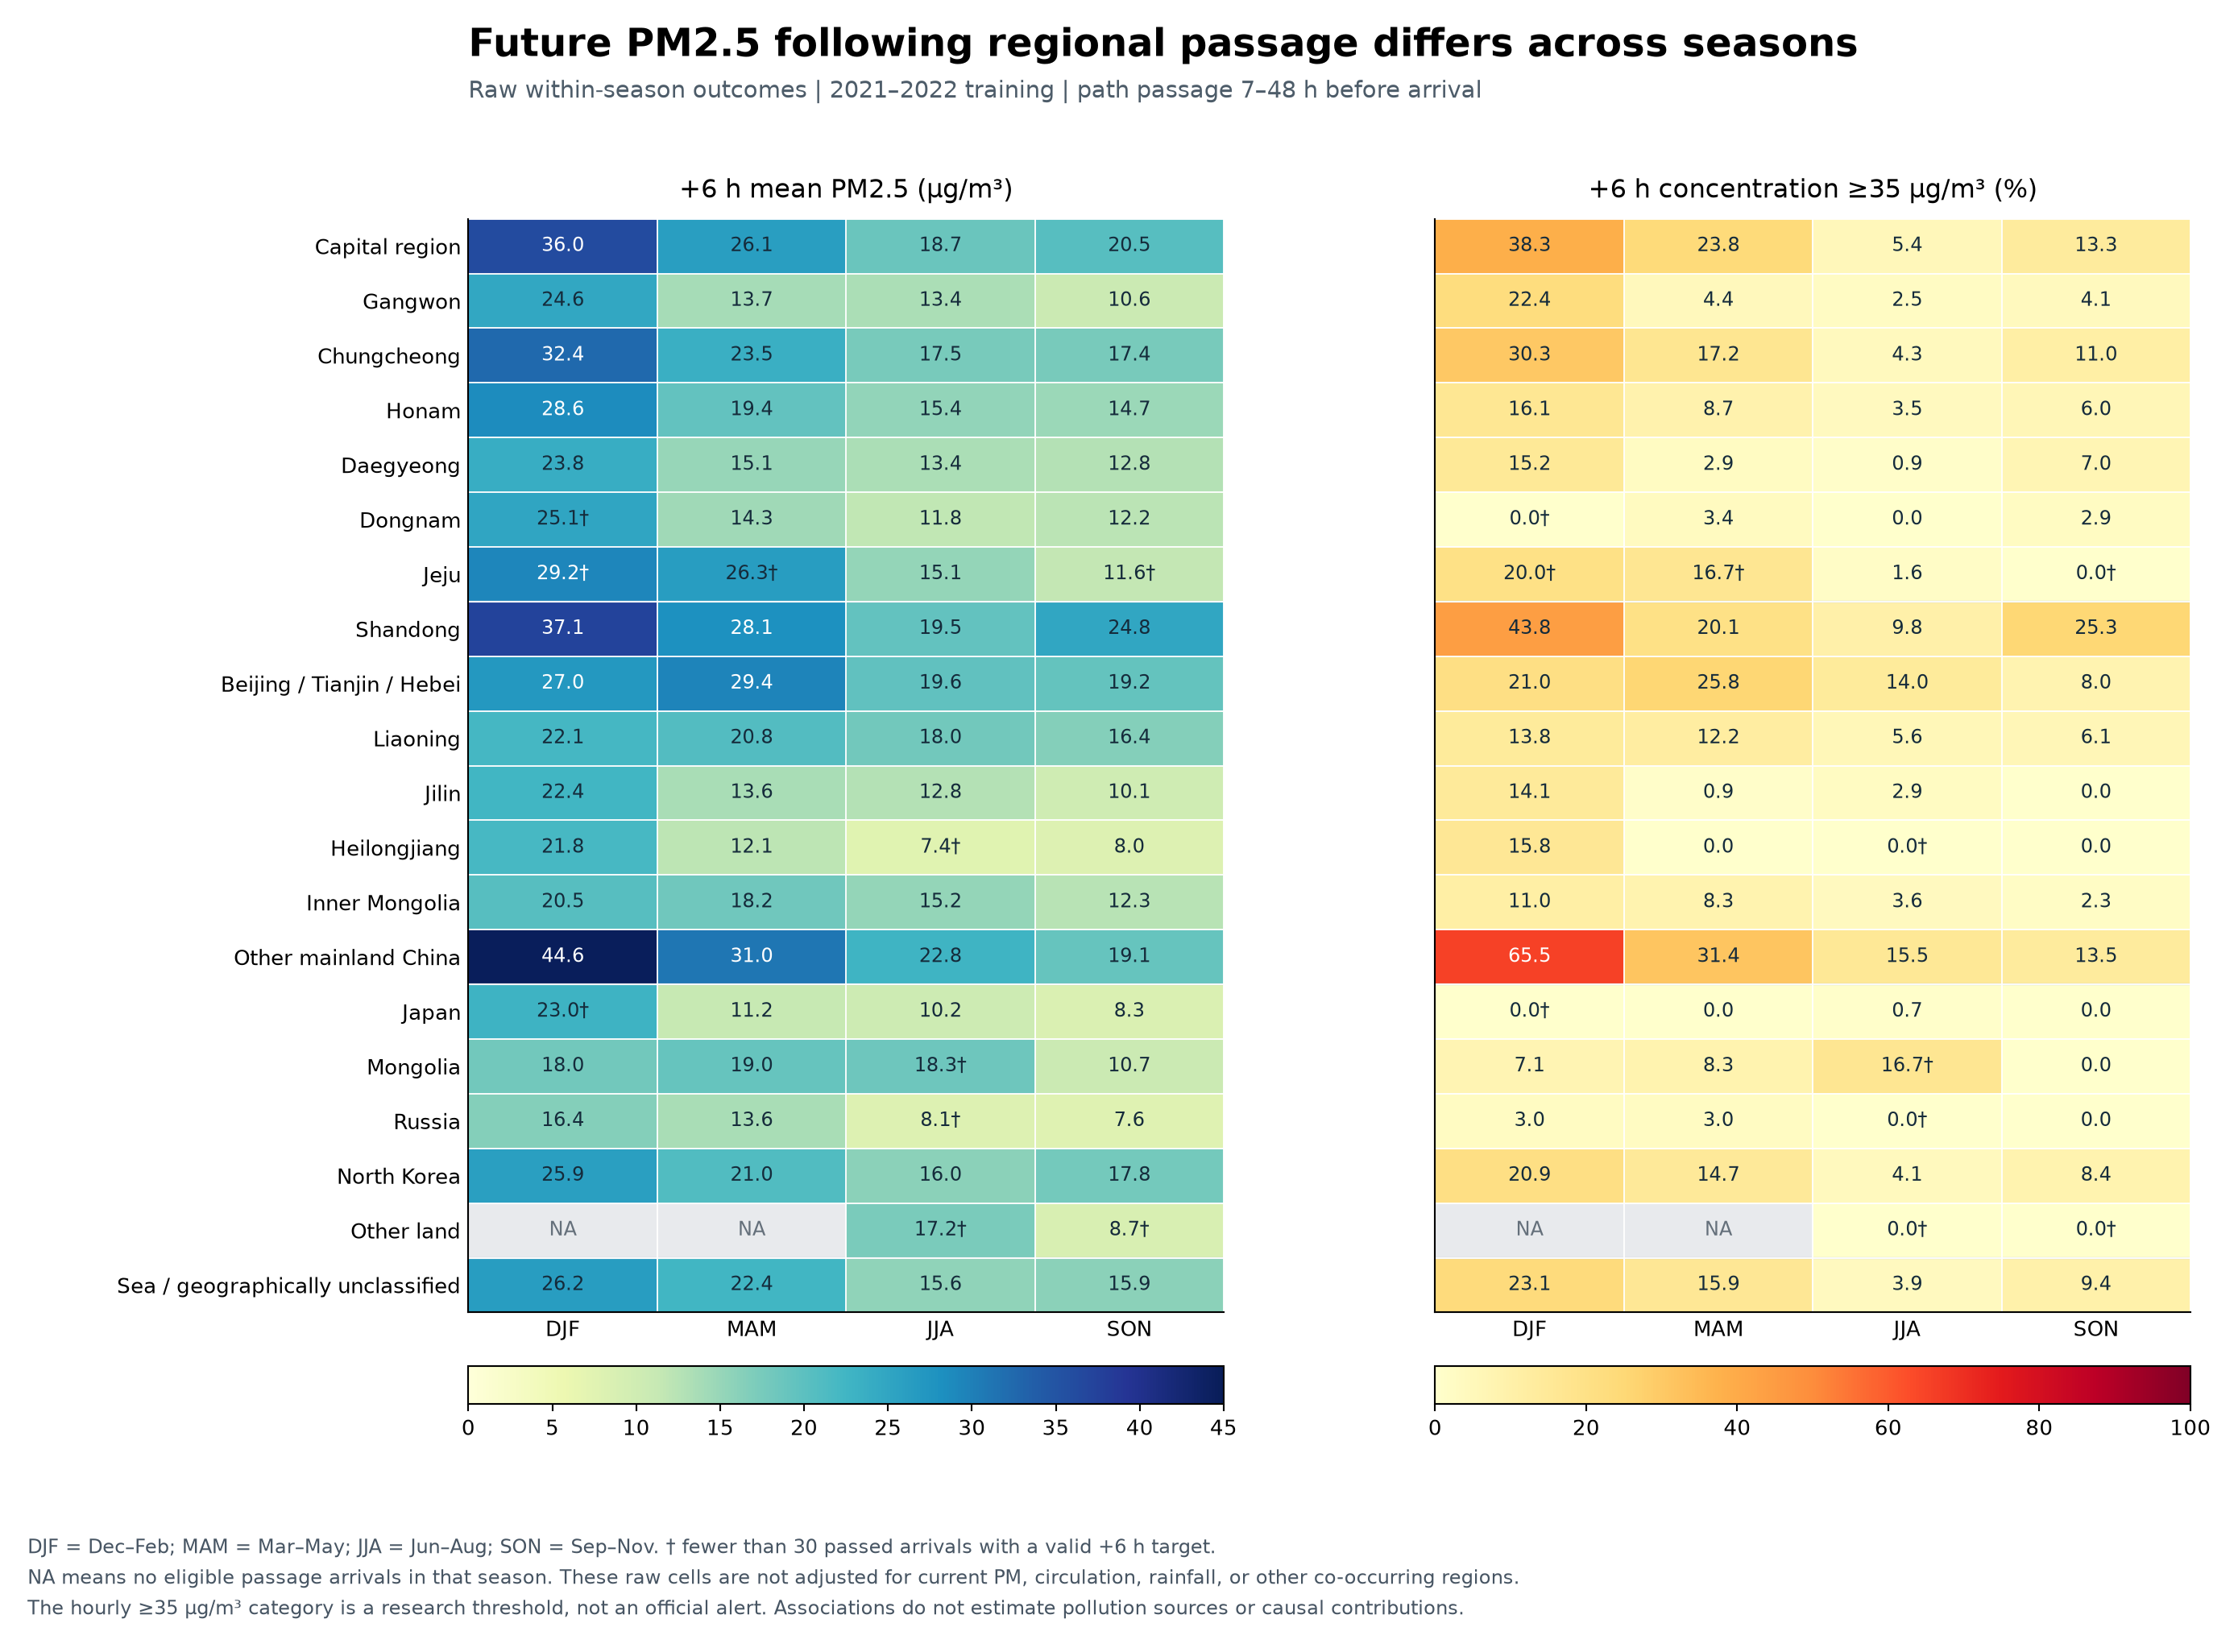 Future PM2.5 following regional passage differs across seasons
Raw within-season outcomes | 2021–2022 training | path passage 7–48 h before arrival
+6 h mean PM2.5 (µg/m³)
+6 h concentration ≥35 µg/m³ (%)
Capital region 36.0 26.1 18.7 20.5 38.3 23.8 5.4 13.3
Gangwon 24.6 13.7 13.4 10.6 22.4 4.4 2.5 4.1
Chungcheong 32.4 23.5 17.5 17.4 30.3 17.2 4.3 11.0
Honam 28.6 19.4 15.4 14.7 16.1 8.7 3.5 6.0
Daegyeong 23.8 15.1 13.4 12.8 15.2 2.9 0.9 7.0
Dongnam 25.1† 14.3 11.8 12.2 0.0† 3.4 0.0 2.9
Jeju 29.2† 26.3† 15.1 11.6† 20.0† 16.7† 1.6 0.0†
Shandong 37.1 28.1 19.5 24.8 43.8 20.1 9.8 25.3
Beijing / Tianjin / Hebei 27.0 29.4 19.6 19.2 21.0 25.8 14.0 8.0
Liaoning 22.1 20.8 18.0 16.4 13.8 12.2 5.6 6.1
Jilin 22.4 13.6 12.8 10.1 14.1 0.9 2.9 0.0
Heilongjiang 21.8 12.1 7.4† 8.0 15.8 0.0 0.0† 0.0
Inner Mongolia 20.5 18.2 15.2 12.3 11.0 8.3 3.6 2.3
Other mainland China 44.6 31.0 22.8 19.1 65.5 31.4 15.5 13.5
Japan 23.0† 11.2 10.2 8.3 0.0† 0.0 0.7 0.0
Mongolia 18.0 19.0 18.3† 10.7 7.1 8.3 16.7† 0.0
Russia 16.4 13.6 8.1† 7.6 3.0 3.0 0.0† 0.0
North Korea 25.9 21.0 16.0 17.8 20.9 14.7 4.1 8.4
Other land NA NA 17.2† 8.7† NA NA 0.0† 0.0†
Sea / geographically unclassified 26.2 22.4 15.6 15.9 23.1 15.9 3.9 9.4
DJF MAM JJA SON DJF MAM JJA SON
0 5 10 15 20 25 30 35 40 45 0 20 40 60 80 100
DJF = Dec–Feb; MAM = Mar–May; JJA = Jun–Aug; SON = Sep–Nov. † fewer than 30 passed arrivals with a valid +6 h target.
NA means no eligible passage arrivals in that season. These raw cells are not adjusted for current PM, circulation, rainfall, or other co-occurring regions.
The hourly ≥35 µg/m³ category is a research threshold, not an official alert. Associations do not estimate pollution sources or causal contributions.